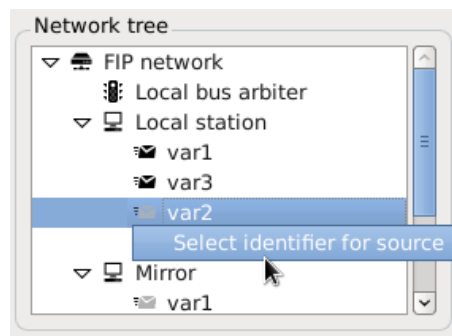 Network tree
FIP network
Local bus arbiter
Local station
var1
var3
var2
Select identifier for source
Mirror
var1